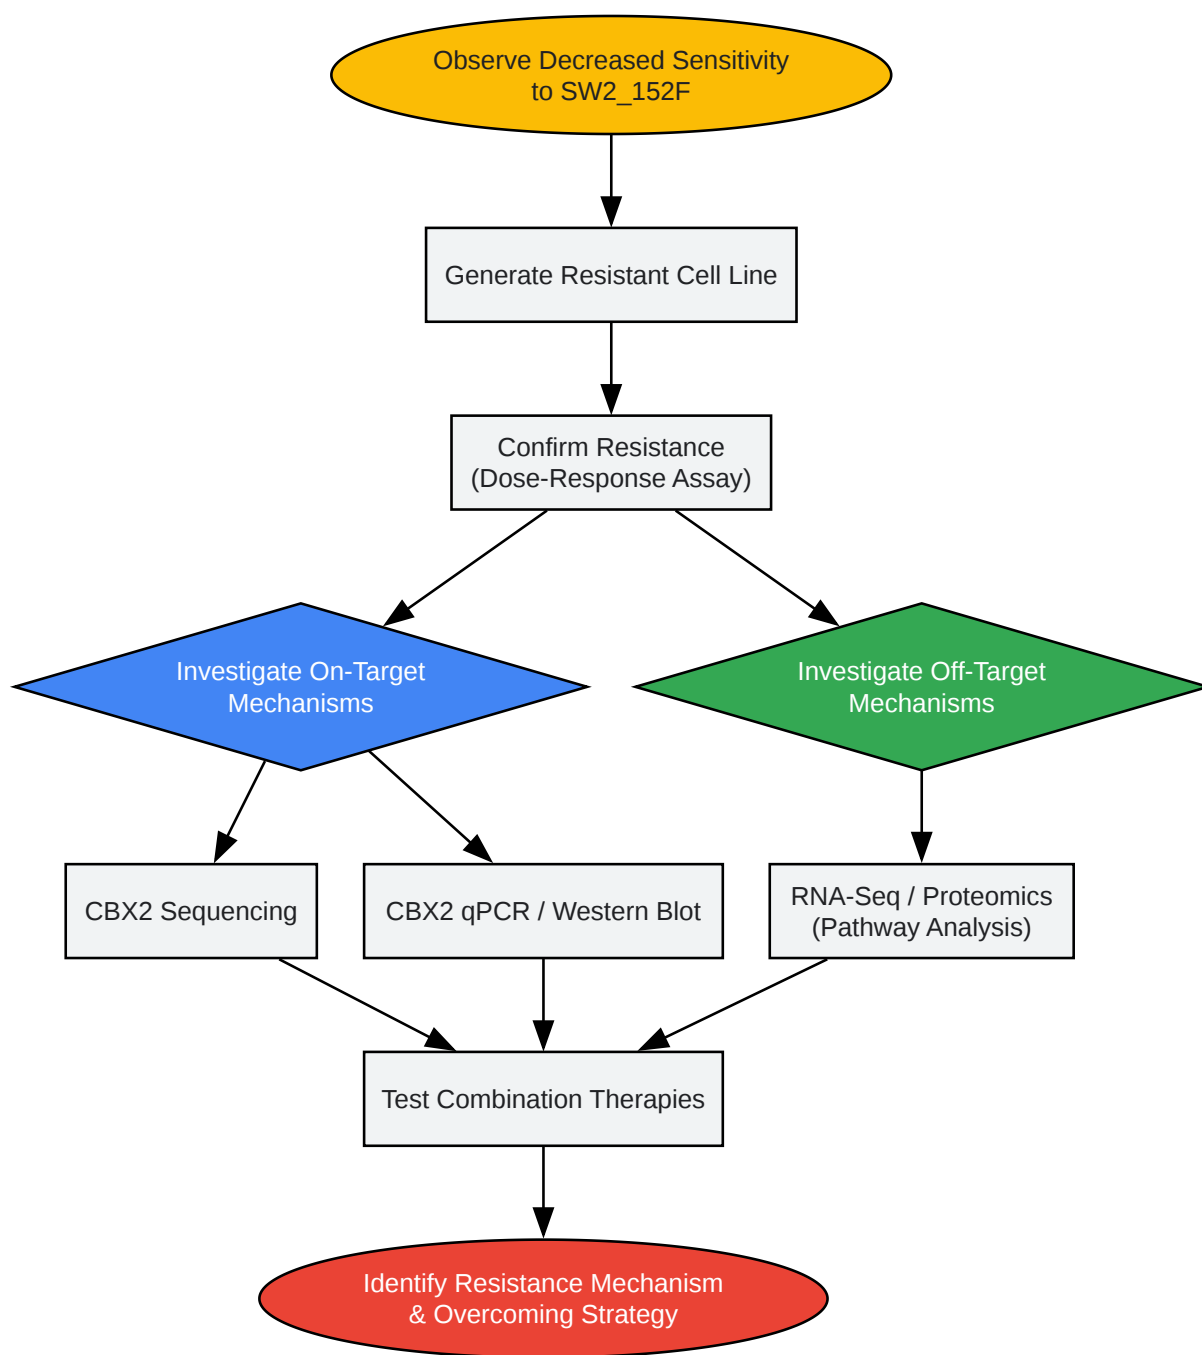 Observe Decreased Sensitivity
to SW2_152F
Generate Resistant Cell Line
Confirm Resistance
(Dose-Response Assay)
Investigate On-Target
Mechanisms
Investigate Off-Target
Mechanisms
CBX2 Sequencing
CBX2 qPCR / Western Blot
RNA-Seq / Proteomics
(Pathway Analysis)
Test Combination Therapies
Identify Resistance Mechanism
& Overcoming Strategy